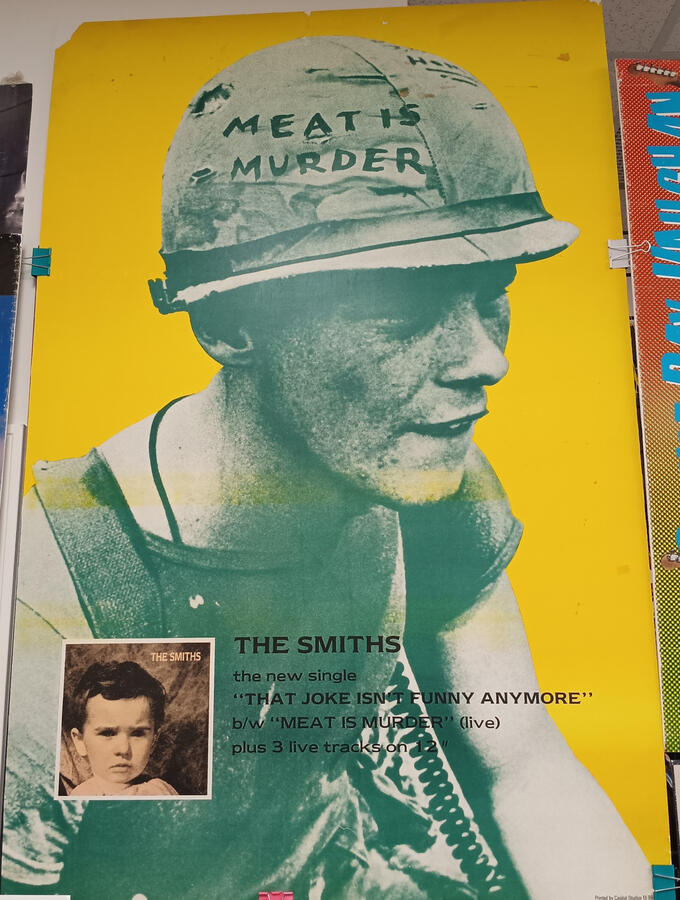 MEAT IS
MURDER
THE SMITHS
THE SMITHS
the new single
“THAT JOKE ISN'T FUNNY ANYMORE”
b/w “MEAT IS MURDER” (live)
plus 3 live tracks on 12"